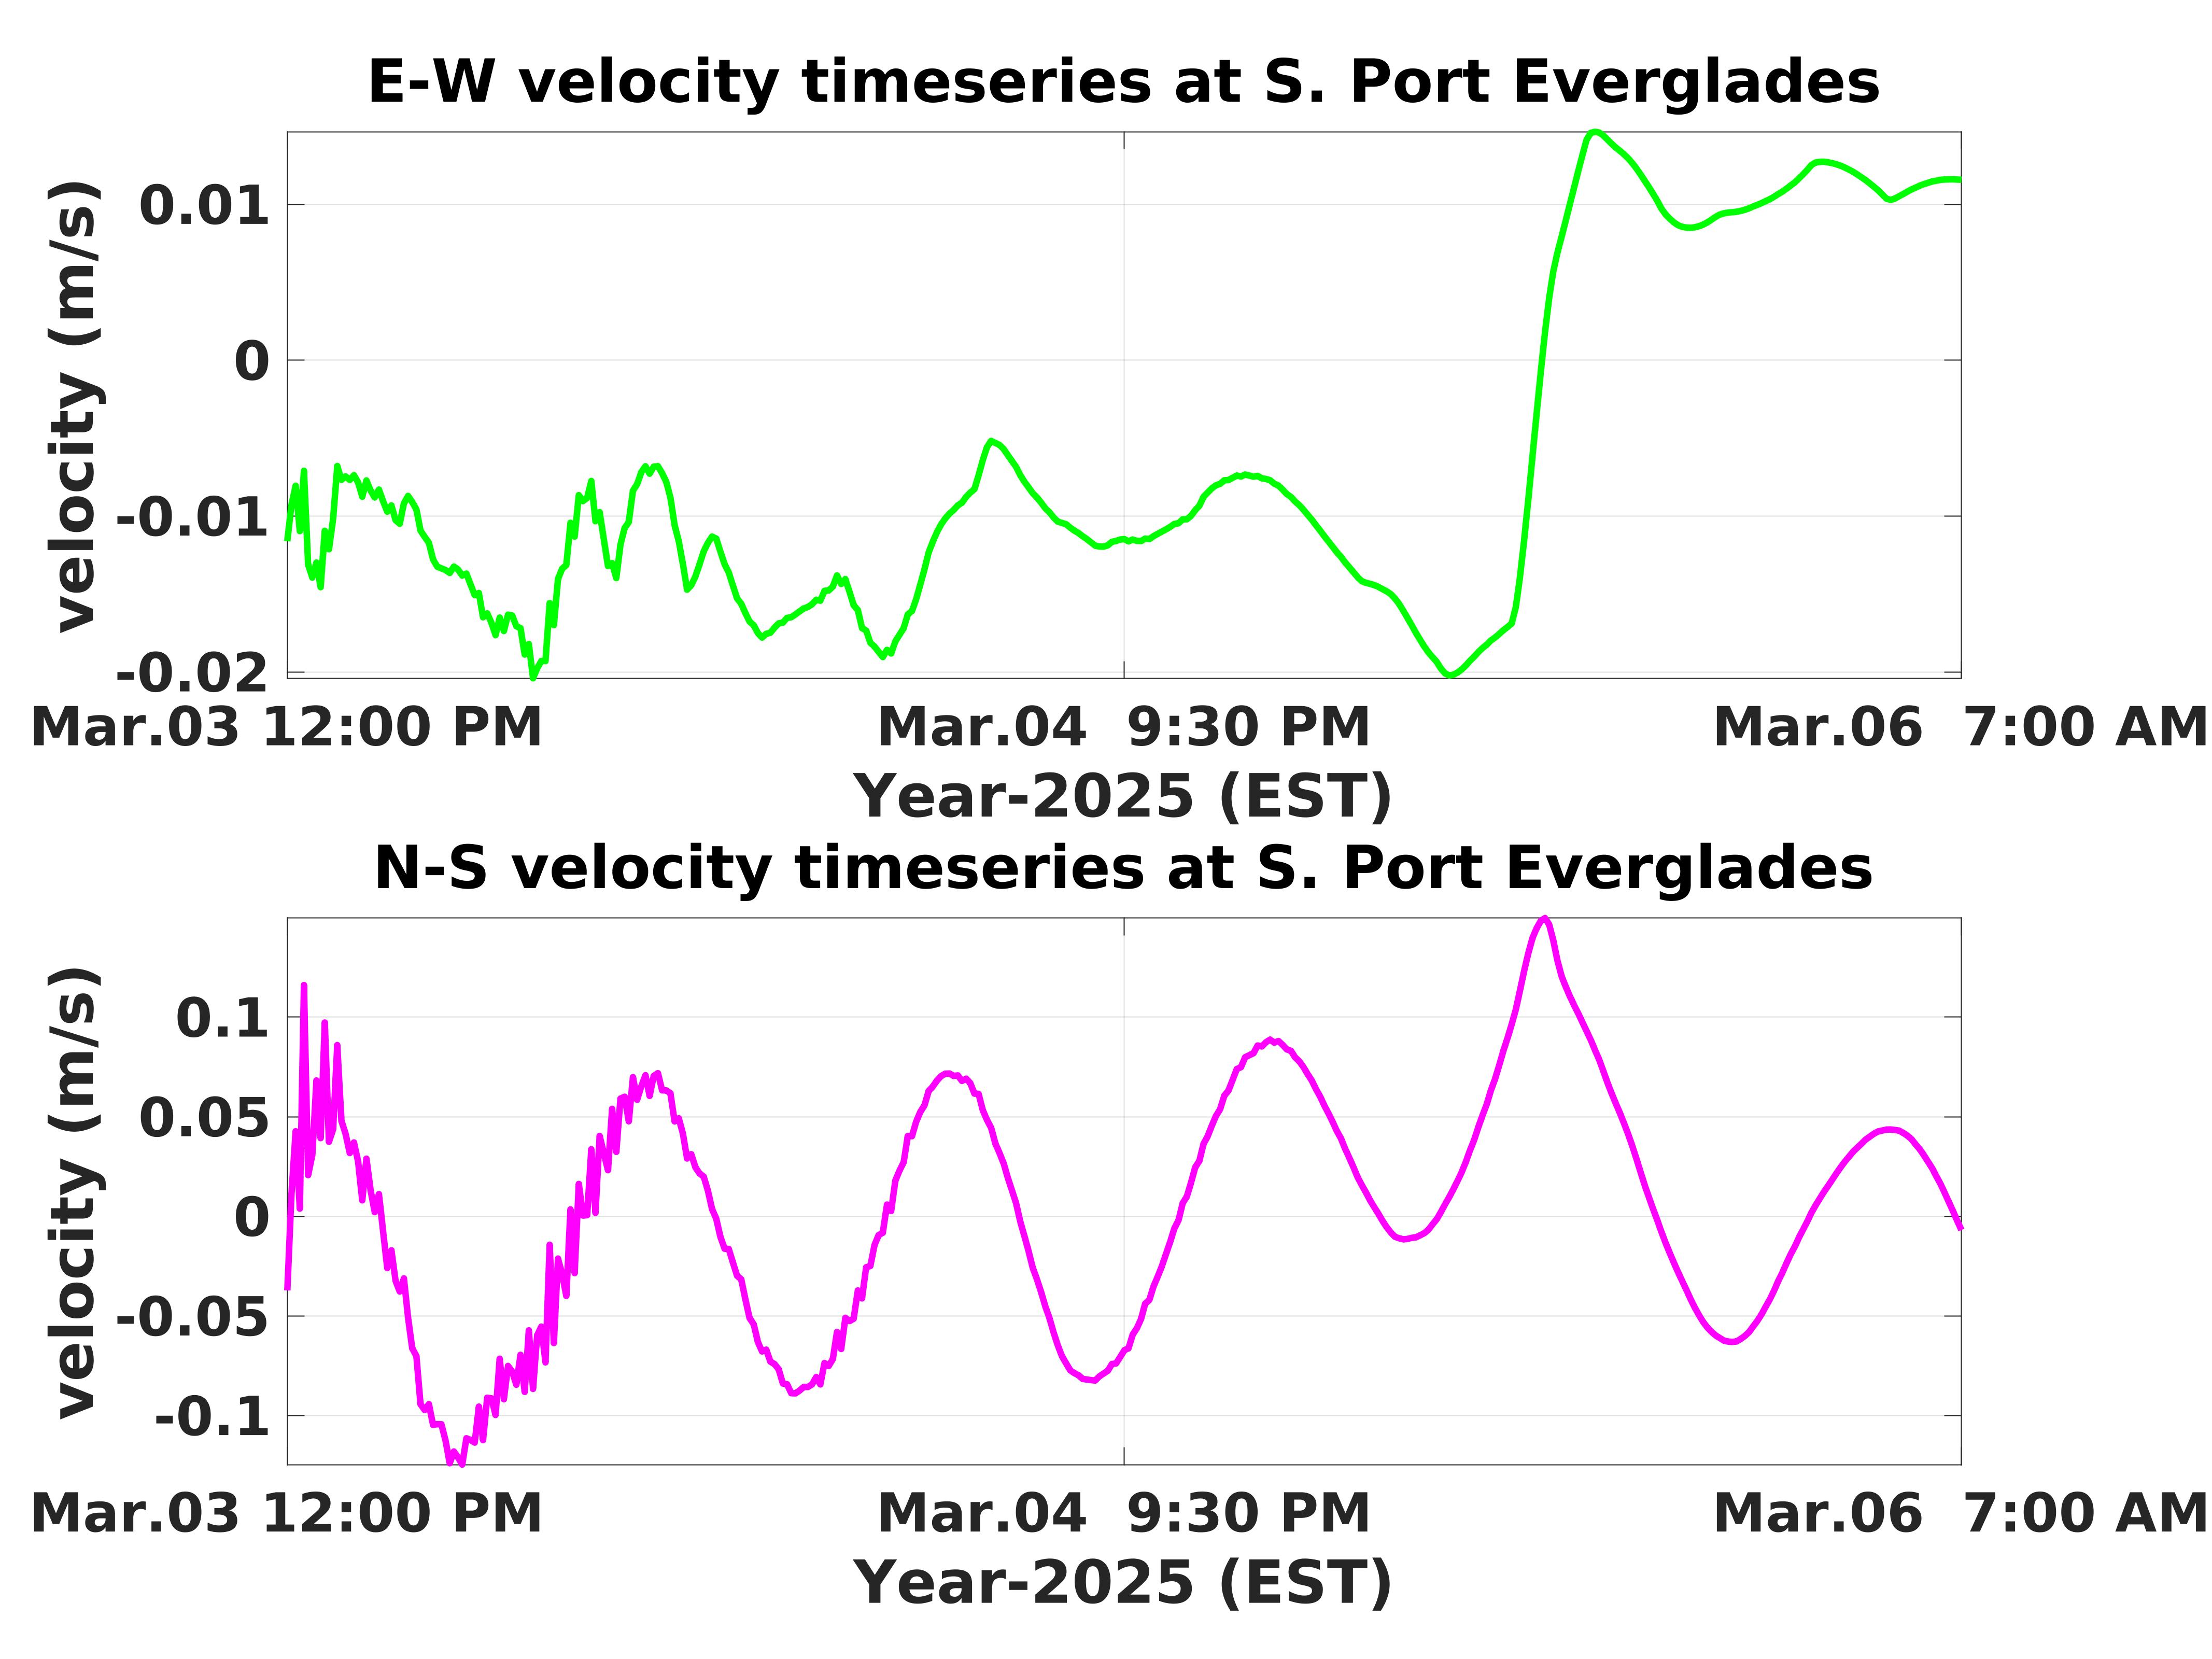 E-W velocity timeseries at S. Port Everglades
velocity (m/s)
0.01
0
-0.01
-0.02
Mar.03 12:00 PM Mar.04  9:30 PM Mar.06  7:00 AM
Year-2025 (EST)
N-S velocity timeseries at S. Port Everglades
velocity (m/s)
0.1
0.05
0
-0.05
-0.1
Mar.03 12:00 PM Mar.04  9:30 PM Mar.06  7:00 AM
Year-2025 (EST)